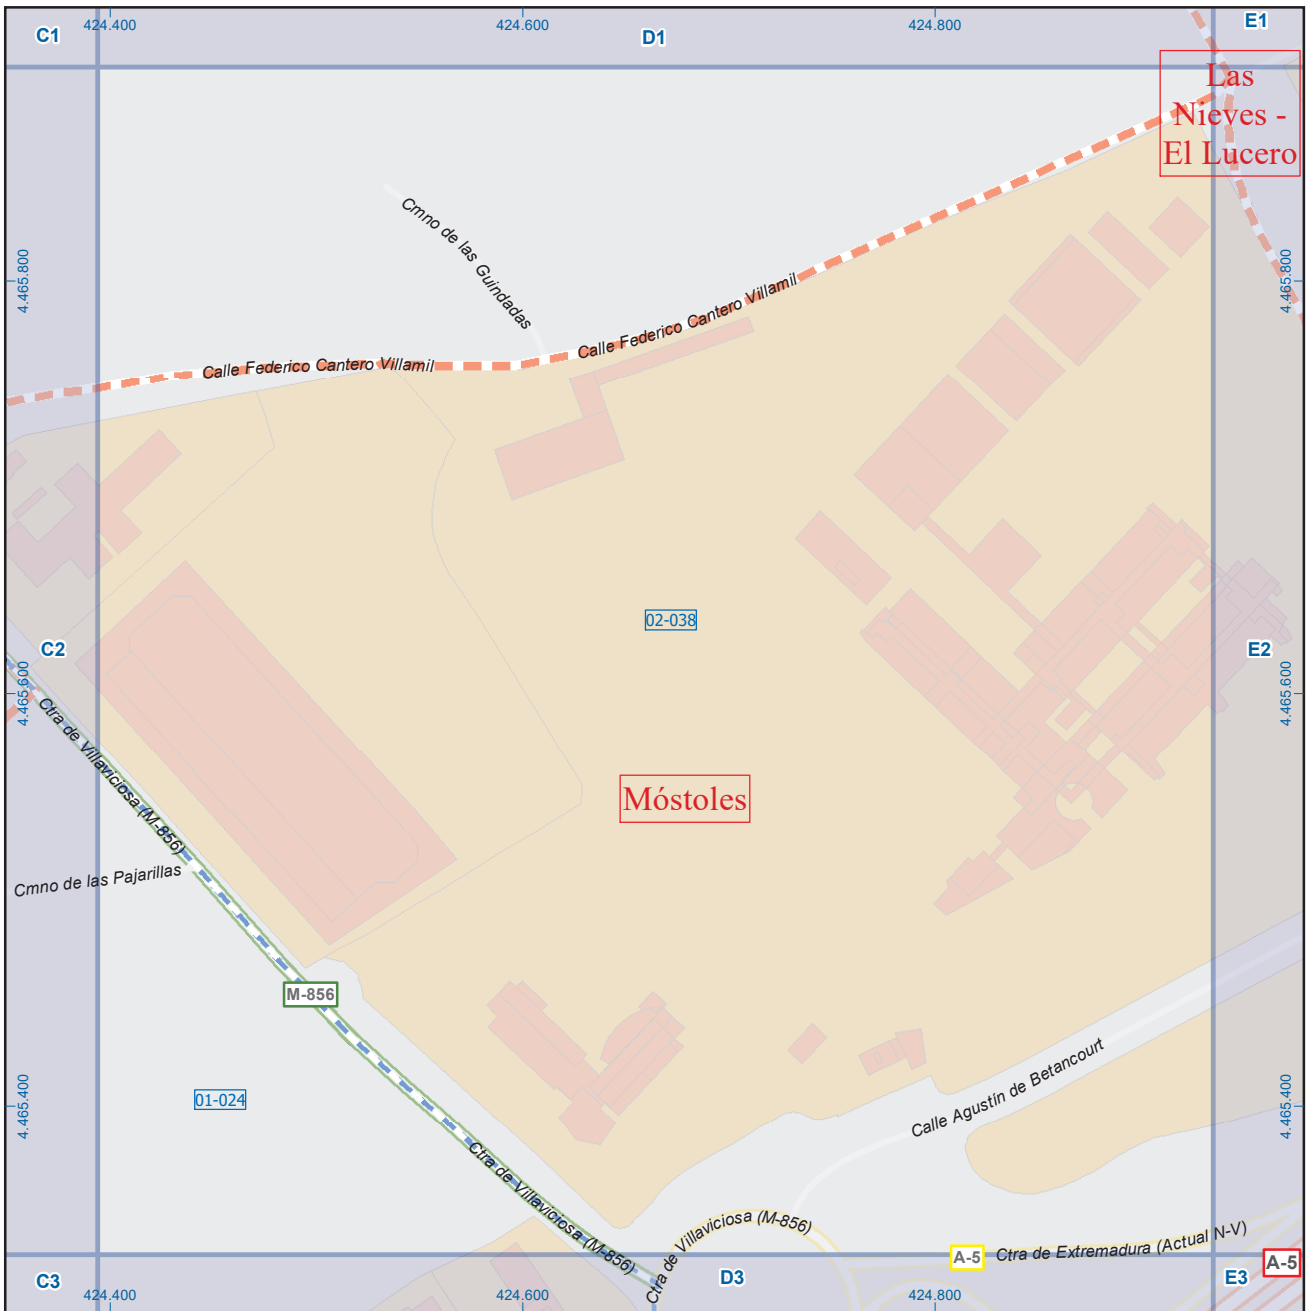 C1
424.400
424.600
D1
424.800
E1
Las
Nieves -
El Lucero
Cmno de las Guindadas
4.465.800
4.465.800
Calle Federico Cantero Villamil
Calle Federico Cantero Villamil
02-038
C2
E2
4.465.600
4.465.600
Ctra de Villaviciosa (M-856)
Móstoles
Cmno de las Pajarillas
M-856
01-024
4.465.400
Calle Agustín de Betancourt
4.465.400
Ctra de Villaviciosa (M-856)
Ctra de Villaviciosa (M-856)
A-5
Ctra de Extremadura (Actual N-V)
A-5
C3
D3
E3
424.400
424.600
424.800